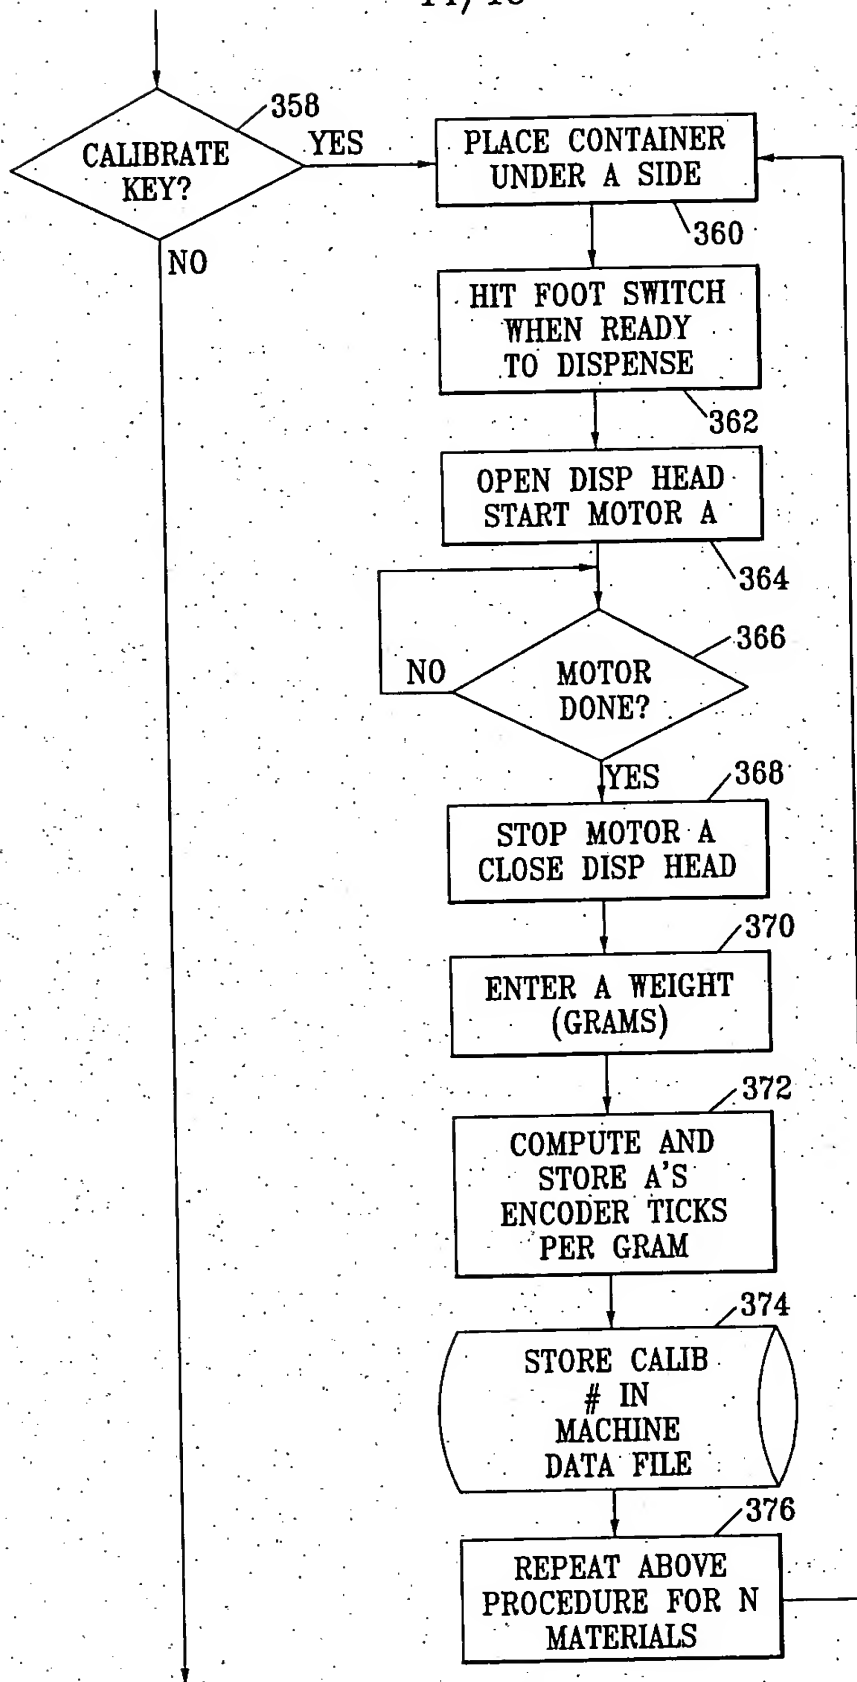 358
CALIBRATE
KEY?
YES
NO
PLACE CONTAINER
UNDER A SIDE
360
HIT FOOT SWITCH
WHEN READY
TO DISPENSE
362
OPEN DISP HEAD
START MOTOR A
364
366
MOTOR
DONE?
NO
YES
368
STOP MOTOR A
CLOSE DISP HEAD
370
ENTER A WEIGHT
(GRAMS)
372
COMPUTE AND
STORE A'S
ENCODER TICKS
PER GRAM
374
STORE CALIB
# IN
MACHINE
DATA FILE
376
REPEAT ABOVE
PROCEDURE FOR N
MATERIALS